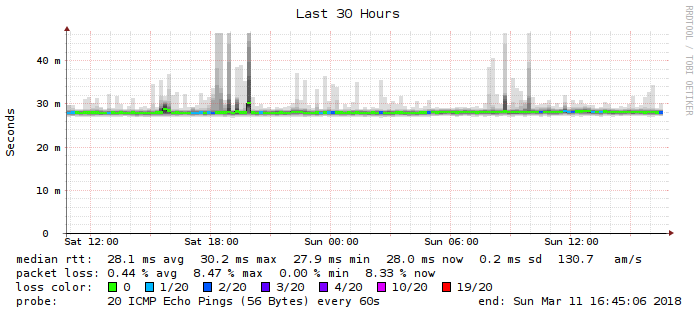 Last 30 Hours
RRDTOOL / TOBI OETIKER
Seconds
40 m
30 m
20 m
10 m
0
Sat 12:00 Sat 18:00 Sun 00:00 Sun 06:00 Sun 12:00
median rtt: 28.1 ms avg 30.2 ms max 27.9 ms min 28.0 ms now 0.2 ms sd 130.7 am/s
packet loss: 0.44 % avg 8.47 % max 0.00 % min 8.33 % now
loss color: 0 1/20 2/20 3/20 4/20 10/20 19/20
probe: 20 ICMP Echo Pings (56 Bytes) every 60s end: Sun Mar 11 16:45:06 2018